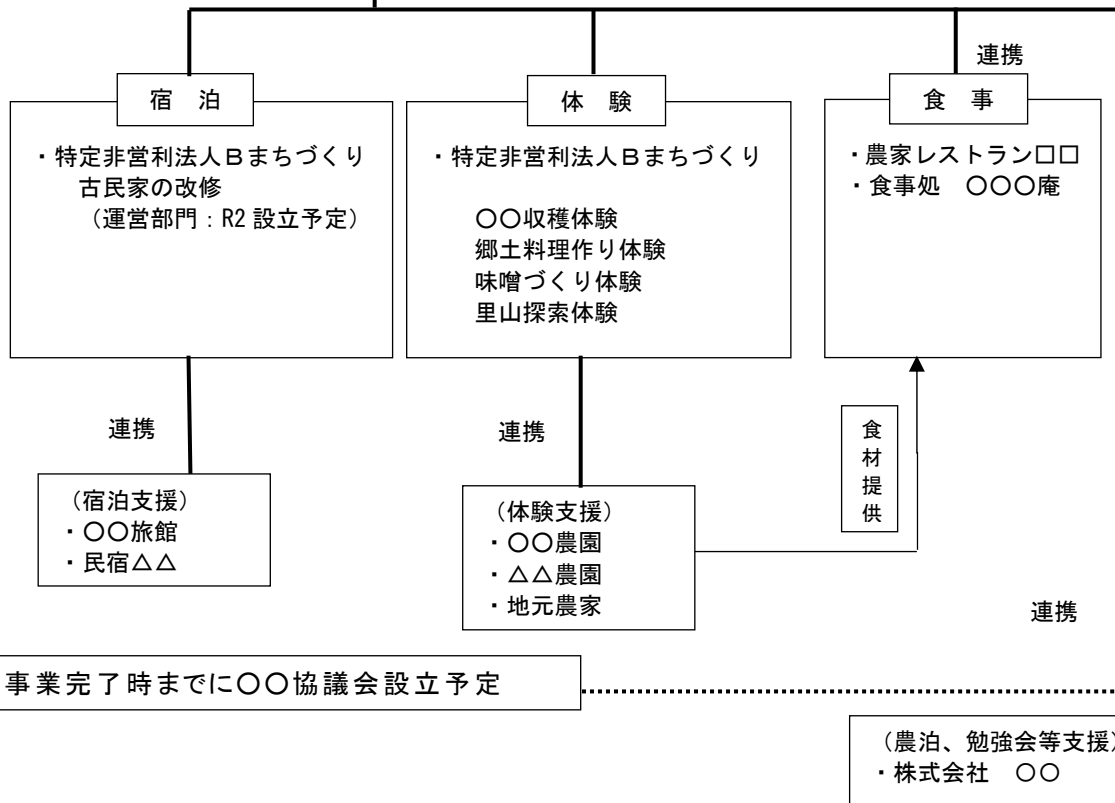 連携
宿 泊
・特定非営利法人Ｂまちづくり
古民家の改修
（運営部門：R2 設立予定）
体 験
・特定非営利法人Ｂまちづくり
〇〇収穫体験
郷土料理作り体験
味噌づくり体験
里山探索体験
食 事
・農家レストラン□□
・食事処　〇〇〇庵
連携
連携
食材提供
（宿泊支援）
・〇〇旅館
・民宿△△
（体験支援）
・〇〇農園
・△△農園
・地元農家
連携
事業完了時までに〇〇協議会設立予定
（農泊、勉強会等支援）
・株式会社　〇〇